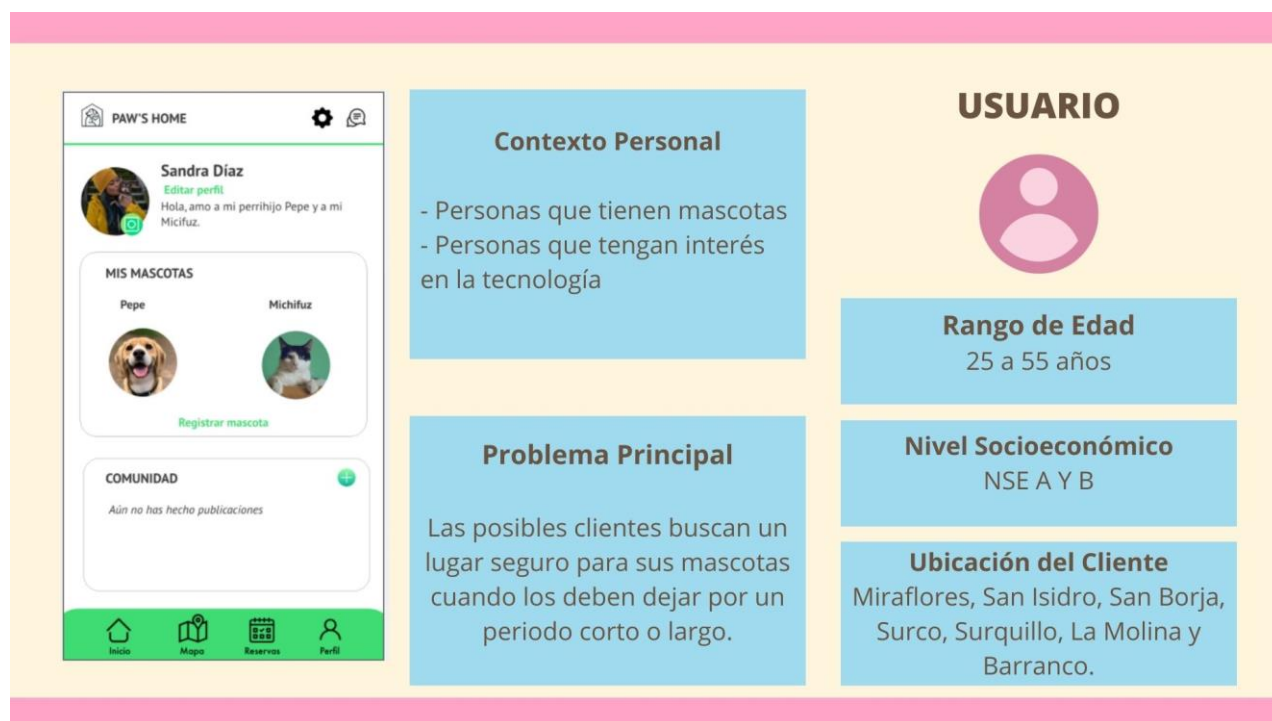 PAW'S HOME
Sandra Díaz
Editar perfil
Hola, amo a mi perrihijo Pepe y a mi
Micifuz.
MIS MASCOTAS
Pepe
Michifuz
Registrar mascota
COMUNIDAD
Aún no has hecho publicaciones
Inicio
Mapa
Reservas
Perfil
Contexto Personal
- Personas que tienen mascotas
- Personas que tengan interés
en la tecnología
Problema Principal
Las posibles clientes buscan un
lugar seguro para sus mascotas
cuando los deben dejar por un
periodo corto o largo.
USUARIO
Rango de Edad
25 a 55 años
Nivel Socioeconómico
NSE A Y B
Ubicación del Cliente
Miraflores, San Isidro, San Borja,
Surco, Surquillo, La Molina y
Barranco.